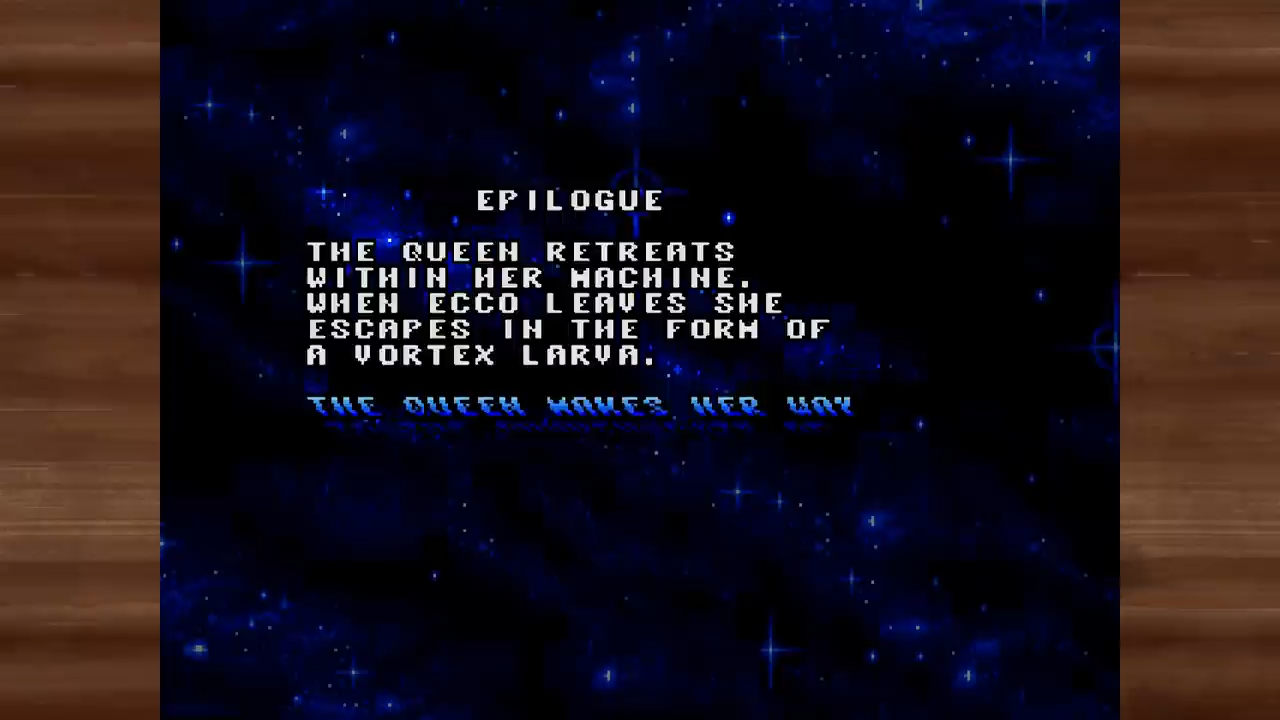 EPILOGUE
THE QUEEN RETREATS
WITHIN HER MACHINE.
WHEN ECCO LEAVES SHE
ESCAPES IN THE FORM OF
A VORTEX LARVA.
THE QUEEN MAKES HER WAY